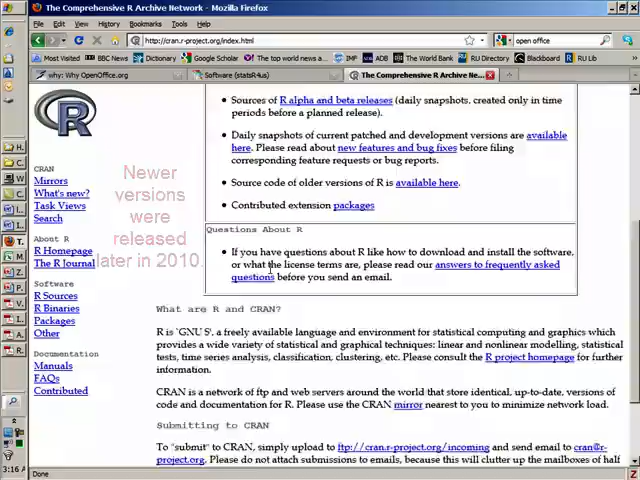 The Comprehensive R Archive Network - Mozilla Firefox
File Edit View History Bookmarks Tools Help
http://cran.r-project.org/index.html
open office
Most Visited BBC News Dictionary Google Scholar Yahoo The top world news a... IMF ADB The World Bank RU Directory Blackboard RU Lib
why: Why OpenOffice.org
Software (statsR4us)
The Comprehensive R Archive Ne...
Sources of R alpha and beta releases (daily snapshots, created only in time
periods before a planned release).
Daily snapshots of current patched and development versions are available
here. Please read about new features and bug fixes before filing
corresponding feature requests or bug reports.
Source code of older versions of R is available here.
Contributed extension packages
Questions About R
If you have questions about R like how to download and install the software,
or what the license terms are, please read our answers to frequently asked
questions before you send an email.
What are R and CRAN?
R is `GNU S', a freely available language and environment for statistical computing and graphics which
provides a wide variety of statistical and graphical techniques: linear and nonlinear modelling, statistical
tests, time series analysis, classification, clustering, etc. Please consult the R project homepage for further
information.
CRAN is a network of ftp and web servers around the world that store identical, up-to-date, versions of
code and documentation for R. Please use the CRAN mirror nearest to you to minimize network load.
Submitting to CRAN
To "submit" to CRAN, simply upload to ftp://cran.r-project.org/incoming and send email to cran@r-
project.org. Please do not attach submissions to emails, because this will clutter up the mailboxes of half
R
CRAN
Mirrors
What's new?
Task Views
Search
About R
R Homepage
The R Journal
Software
R Sources
R Binaries
Packages
Other
Documentation
Manuals
FAQs
Contributed
Newer
versions
were
released
later in 2010.
Done
3:16